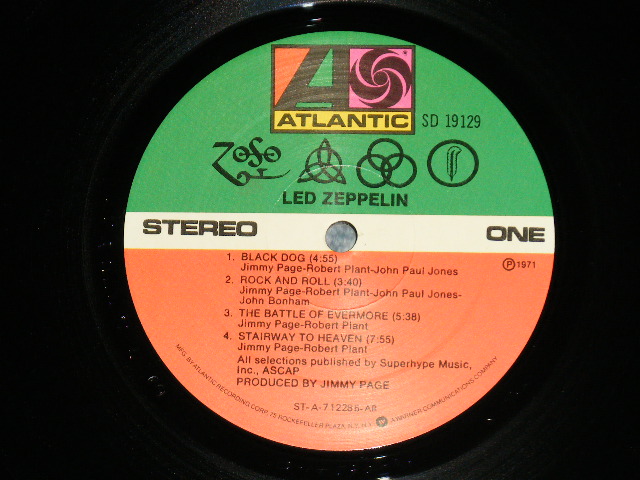 ATLANTIC
SD 19129
LED ZEPPELIN
STEREO
ONE
1. BLACK DOG (4:55)
Jimmy Page-Robert Plant-John Paul Jones
℗ 1971
2. ROCK AND ROLL (3:40)
Jimmy Page-Robert Plant-John Paul Jones-
John Bonham
3. THE BATTLE OF EVERMORE (5:38)
Jimmy Page-Robert Plant
4. STAIRWAY TO HEAVEN (7:55)
Jimmy Page-Robert Plant
All selections published by Superhype Music,
Inc., ASCAP
PRODUCED BY JIMMY PAGE
ST-A-712285-AR
MFG. BY ATLANTIC RECORDING CORP. 75 ROCKEFELLER PLAZA, N.Y., N.Y. A WARNER COMMUNICATIONS COMPANY